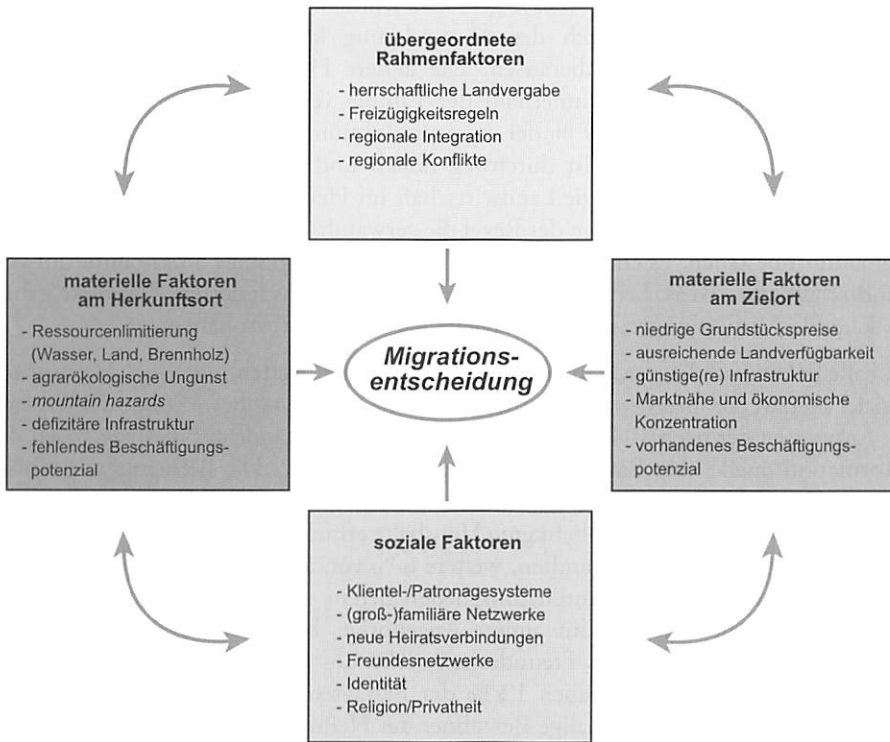 übergeordnete
Rahmenfaktoren
- herrschaftliche Landvergabe
- Freizügigkeitsregeln
- regionale Integration
- regionale Konflikte
materielle Faktoren
am Herkunftsort
- Ressourcenlimitierung
(Wasser, Land, Brennholz)
- agrarökologische Ungunst
- mountain hazards
- defizitäre Infrastruktur
- fehlendes Beschäftigungs-
potenzial
Migrations-
entscheidung
materielle Faktoren
am Zielort
- niedrige Grundstückspreise
- ausreichende Landverfügbarkeit
- günstige(re) Infrastruktur
- Marktnähe und ökonomische
Konzentration
- vorhandenes Beschäftigungs-
potenzial
soziale Faktoren
- Klientel-/Patronagesysteme
- (groß-)familiäre Netzwerke
- neue Heiratsverbindungen
- Freundesnetzwerke
- Identität
- Religion/Privatheit